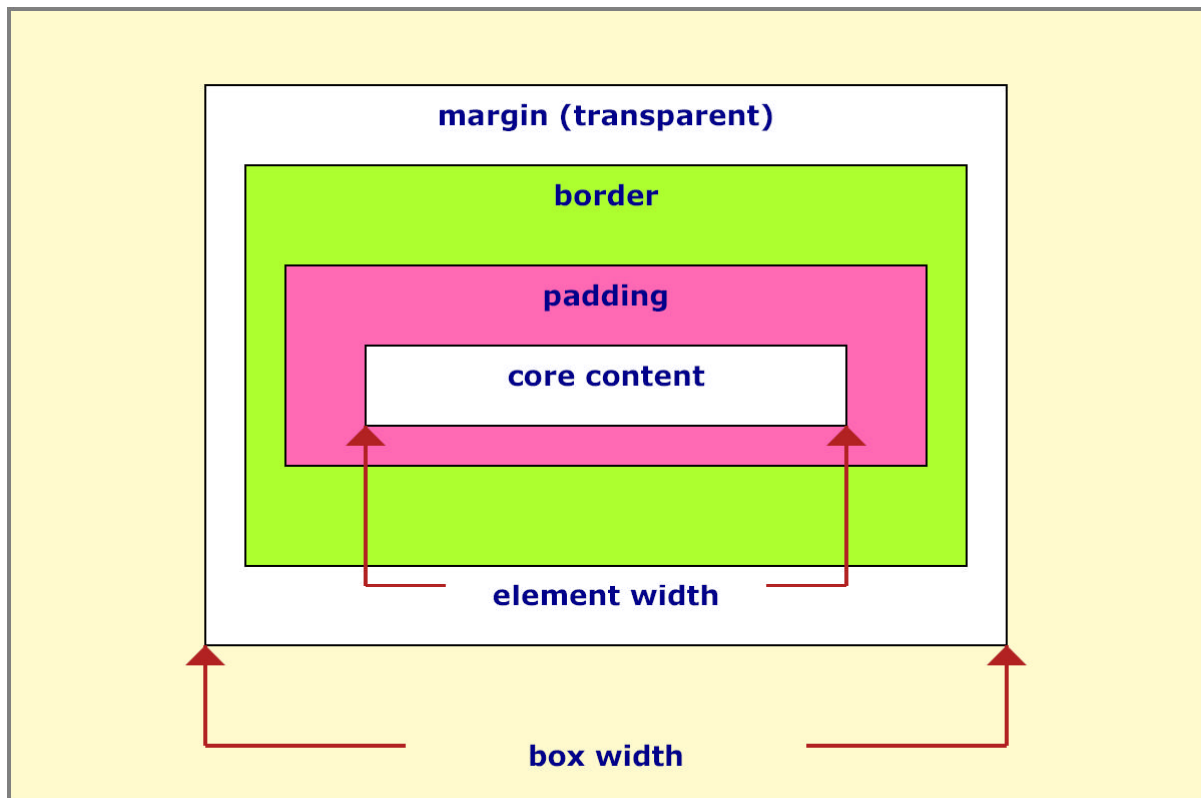 margin (transparent)
border
padding
core content
element width
box width